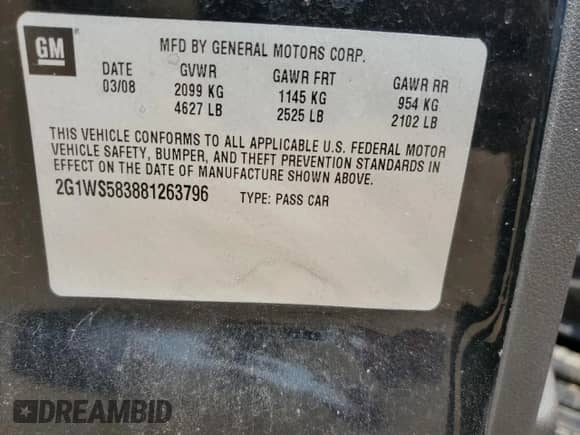 GM
MFD BY GENERAL MOTORS CORP.
DATE GVWR GAWR FRT GAWR RR
03/08 2099 KG 1145 KG 954 KG
4627 LB 2525 LB 2102 LB
THIS VEHICLE CONFORMS TO ALL APPLICABLE U.S. FEDERAL MOTOR
VEHICLE SAFETY, BUMPER, AND THEFT PREVENTION STANDARDS IN
EFFECT ON THE DATE OF MANUFACTURE SHOWN ABOVE.
2G1WS583881263796 TYPE: PASS CAR
DREAMBID